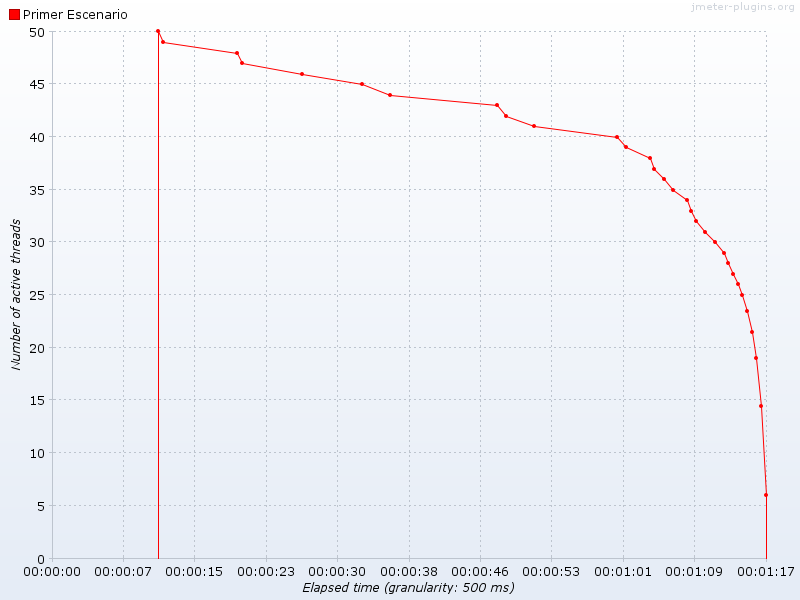 jmeter-plugins.org
Primer Escenario
50
45
40
35
30
25
20
15
10
5
0
Number of active threads
00:00:00 00:00:07 00:00:15 00:00:23 00:00:30 00:00:38 00:00:46 00:00:53 00:01:01 00:01:09 00:01:17
Elapsed time (granularity: 500 ms)